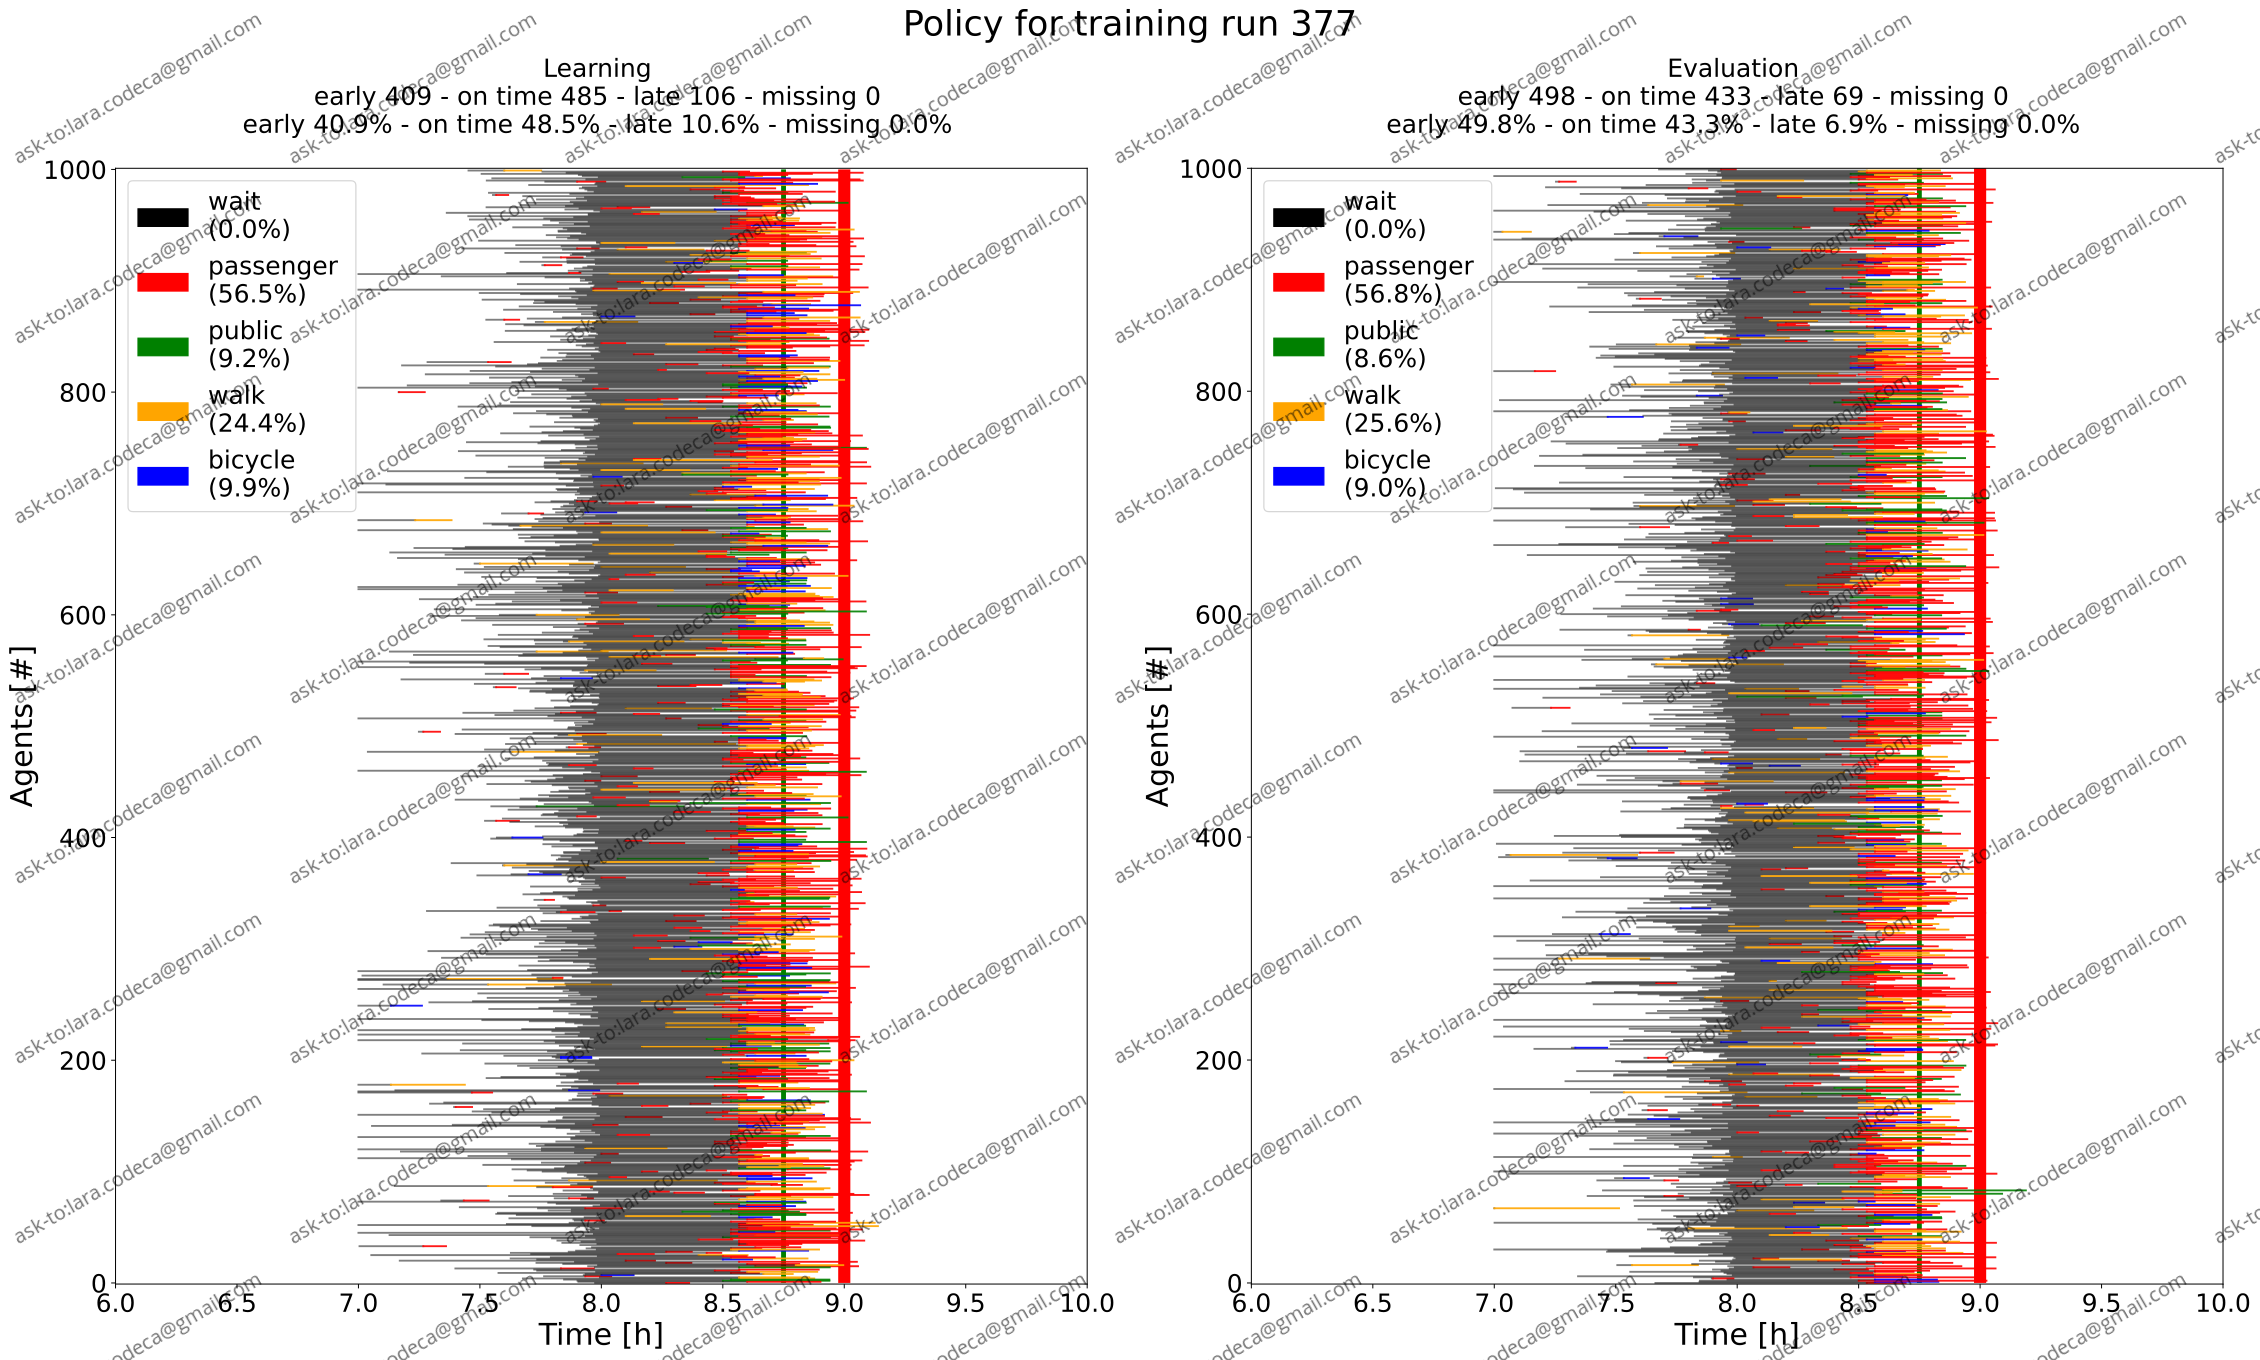 Policy for training run 377
Learning
early 409 - on time 485 - late 106 - missing 0
early 40.9% - on time 48.5% - late 10.6% - missing 0.0%
Agents [#]
1000
800
600
400
200
0
wait
(0.0%)
passenger
(56.5%)
public
(9.2%)
walk
(24.4%)
bicycle
(9.9%)
6.0 6.5 7.0 7.5 8.0 8.5 9.0 9.5 10.0
Time [h]
Evaluation
early 498 - on time 433 - late 69 - missing 0
early 49.8% - on time 43.3% - late 6.9% - missing 0.0%
Agents [#]
1000
800
600
400
200
0
wait
(0.0%)
passenger
(56.8%)
public
(8.6%)
walk
(25.6%)
bicycle
(9.0%)
6.0 6.5 7.0 7.5 8.0 8.5 9.0 9.5 10.0
Time [h]
ask-to:lara.codeca@gmail.com